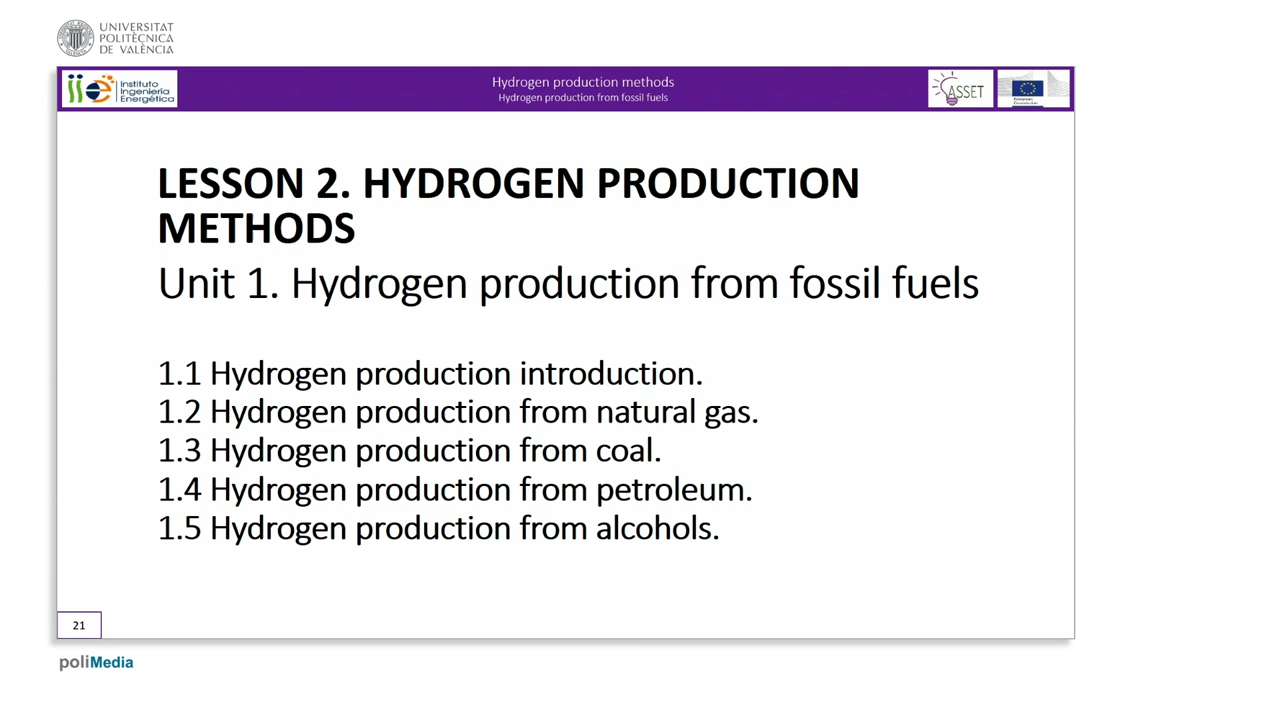 UNIVERSITAT
POLITÈCNICA
DE VALÈNCIA
iie Instituto
Ingeniería
Energética
Hydrogen production methods
Hydrogen production from fossil fuels
ASSET
European
Commission
LESSON 2. HYDROGEN PRODUCTION
METHODS
Unit 1. Hydrogen production from fossil fuels
1.1 Hydrogen production introduction.
1.2 Hydrogen production from natural gas.
1.3 Hydrogen production from coal.
1.4 Hydrogen production from petroleum.
1.5 Hydrogen production from alcohols.
21
poliMedia